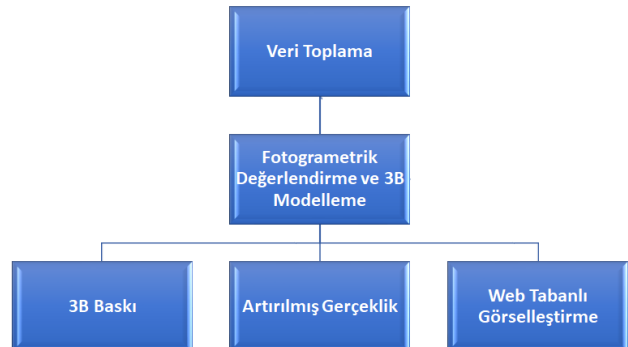 Veri Toplama
Fotogrametrik
Değerlendirme ve 3B
Modelleme
3B Baskı
Artırılmış Gerçeklik
Web Tabanlı
Görselleştirme